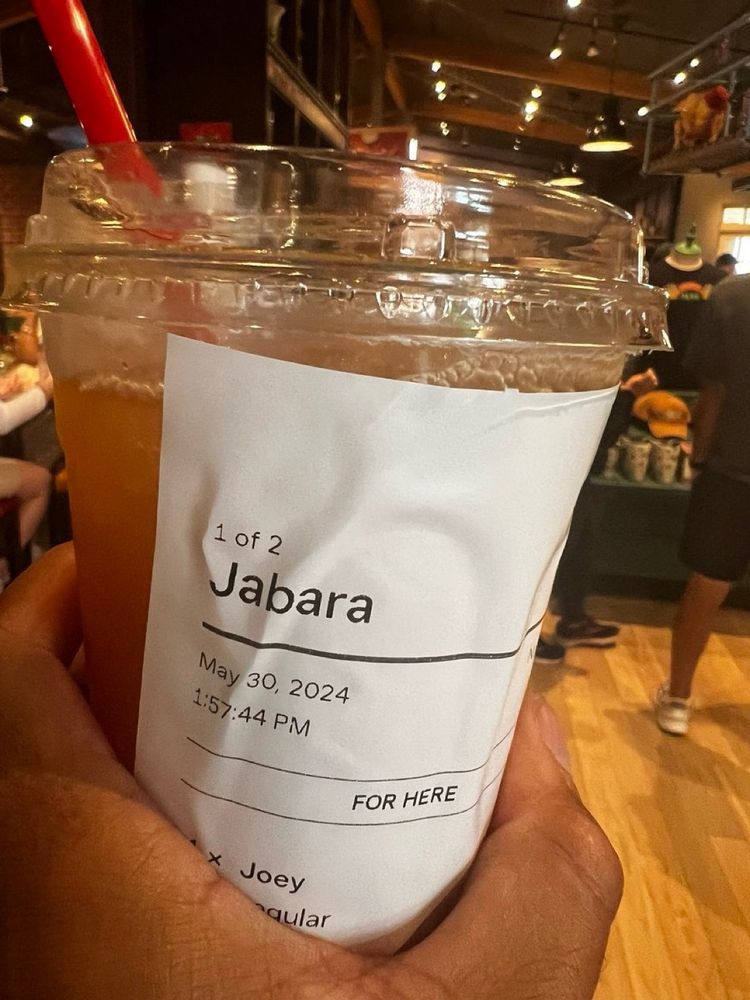 1 of 2
Jabara
May 30, 2024
1:57:44 PM
FOR HERE
x Joey